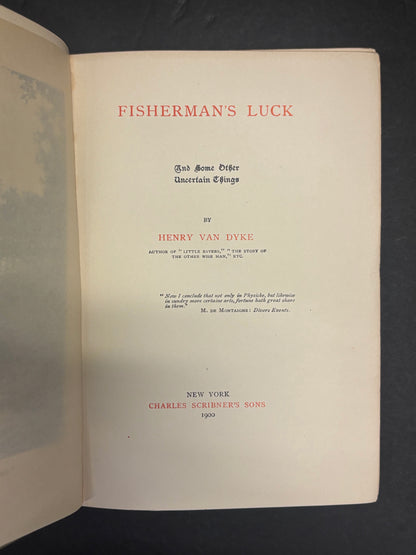 FISHERMAN'S LUCK
And Some Other
Uncertain Things
BY
HENRY VAN DYKE
AUTHOR OF "LITTLE RIVERS," "THE STORY OF
THE OTHER WISE MAN," ETC.
"Now I conclude that not only in Physicke, but likewise
in sundry more certaine arts, fortune hath great share
in them."
M. DE MONTAIGNE: Divers Events.
NEW YORK
CHARLES SCRIBNER'S SONS
1900